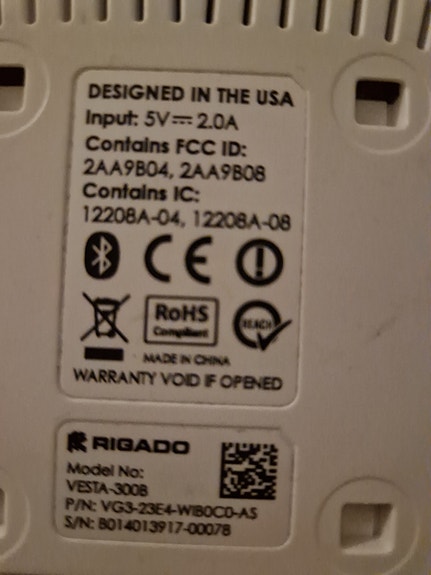 DESIGNED IN THE USA
Input: 5V⎓2.0A
Contains FCC ID:
2AA9B04, 2AA9B08
Contains IC:
12208A-04, 12208A-08
CE
RoHS
Compliant
REACH
MADE IN CHINA
WARRANTY VOID IF OPENED
RIGADO
Model No:
VESTA-300B
P/N: VG3-23E4-WIB0C0-AS
S/N: B014013917-00078